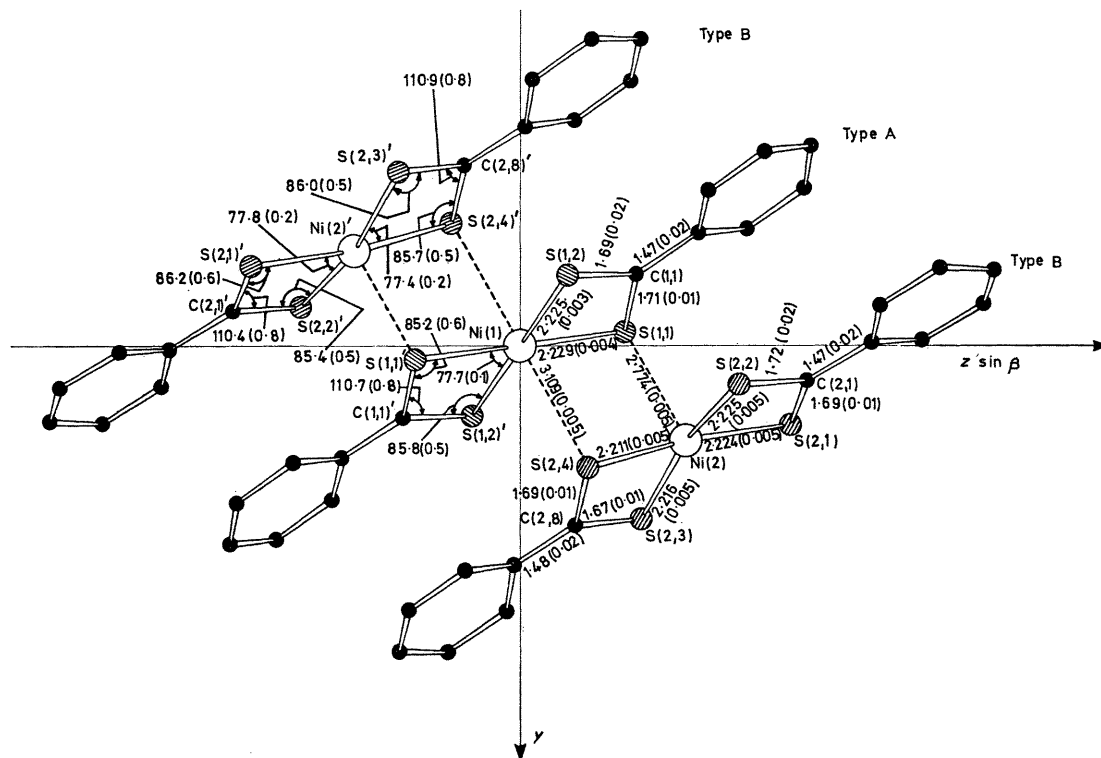 Type B
110·9(0·8)
S(2,3)′
C(2,8)′
Type A
86·0(0·5)
77·8(0·2)
Ni(2)′
S(2,4)′
S(2,1)′
85·7(0·5)
1·69(0·02)
1·47(0·02)
86·2(0·6)
77·4(0·2)
S(1,2)
C(1,1)
Type B
C(2,1)′
S(2,2)′
1·71(0·01)
110·4(0·8)
2·225
(0·003)
85·2(0·6)
Ni(1)
S(1,1)
85·4(0·5)
2·229(0·004)
z sin β
S(1,1)′
77·7(0·1)
3·109(0·005)
2·774(0·005)
S(2,2)
1·72(0·02)
1·47(0·02)
110·7(0·8)
C(2,1)
C(1,1)′
S(1,2)′
2·225
(0·005)
1·69(0·01)
85·8(0·5)
2·211(0·005)
2·224(0·005)
S(2,1)
Ni(2)
S(2,4)
1·69(0·01)
2·216
(0·005)
C(2,8)
1·67(0·01)
S(2,3)
1·48(0·02)
y